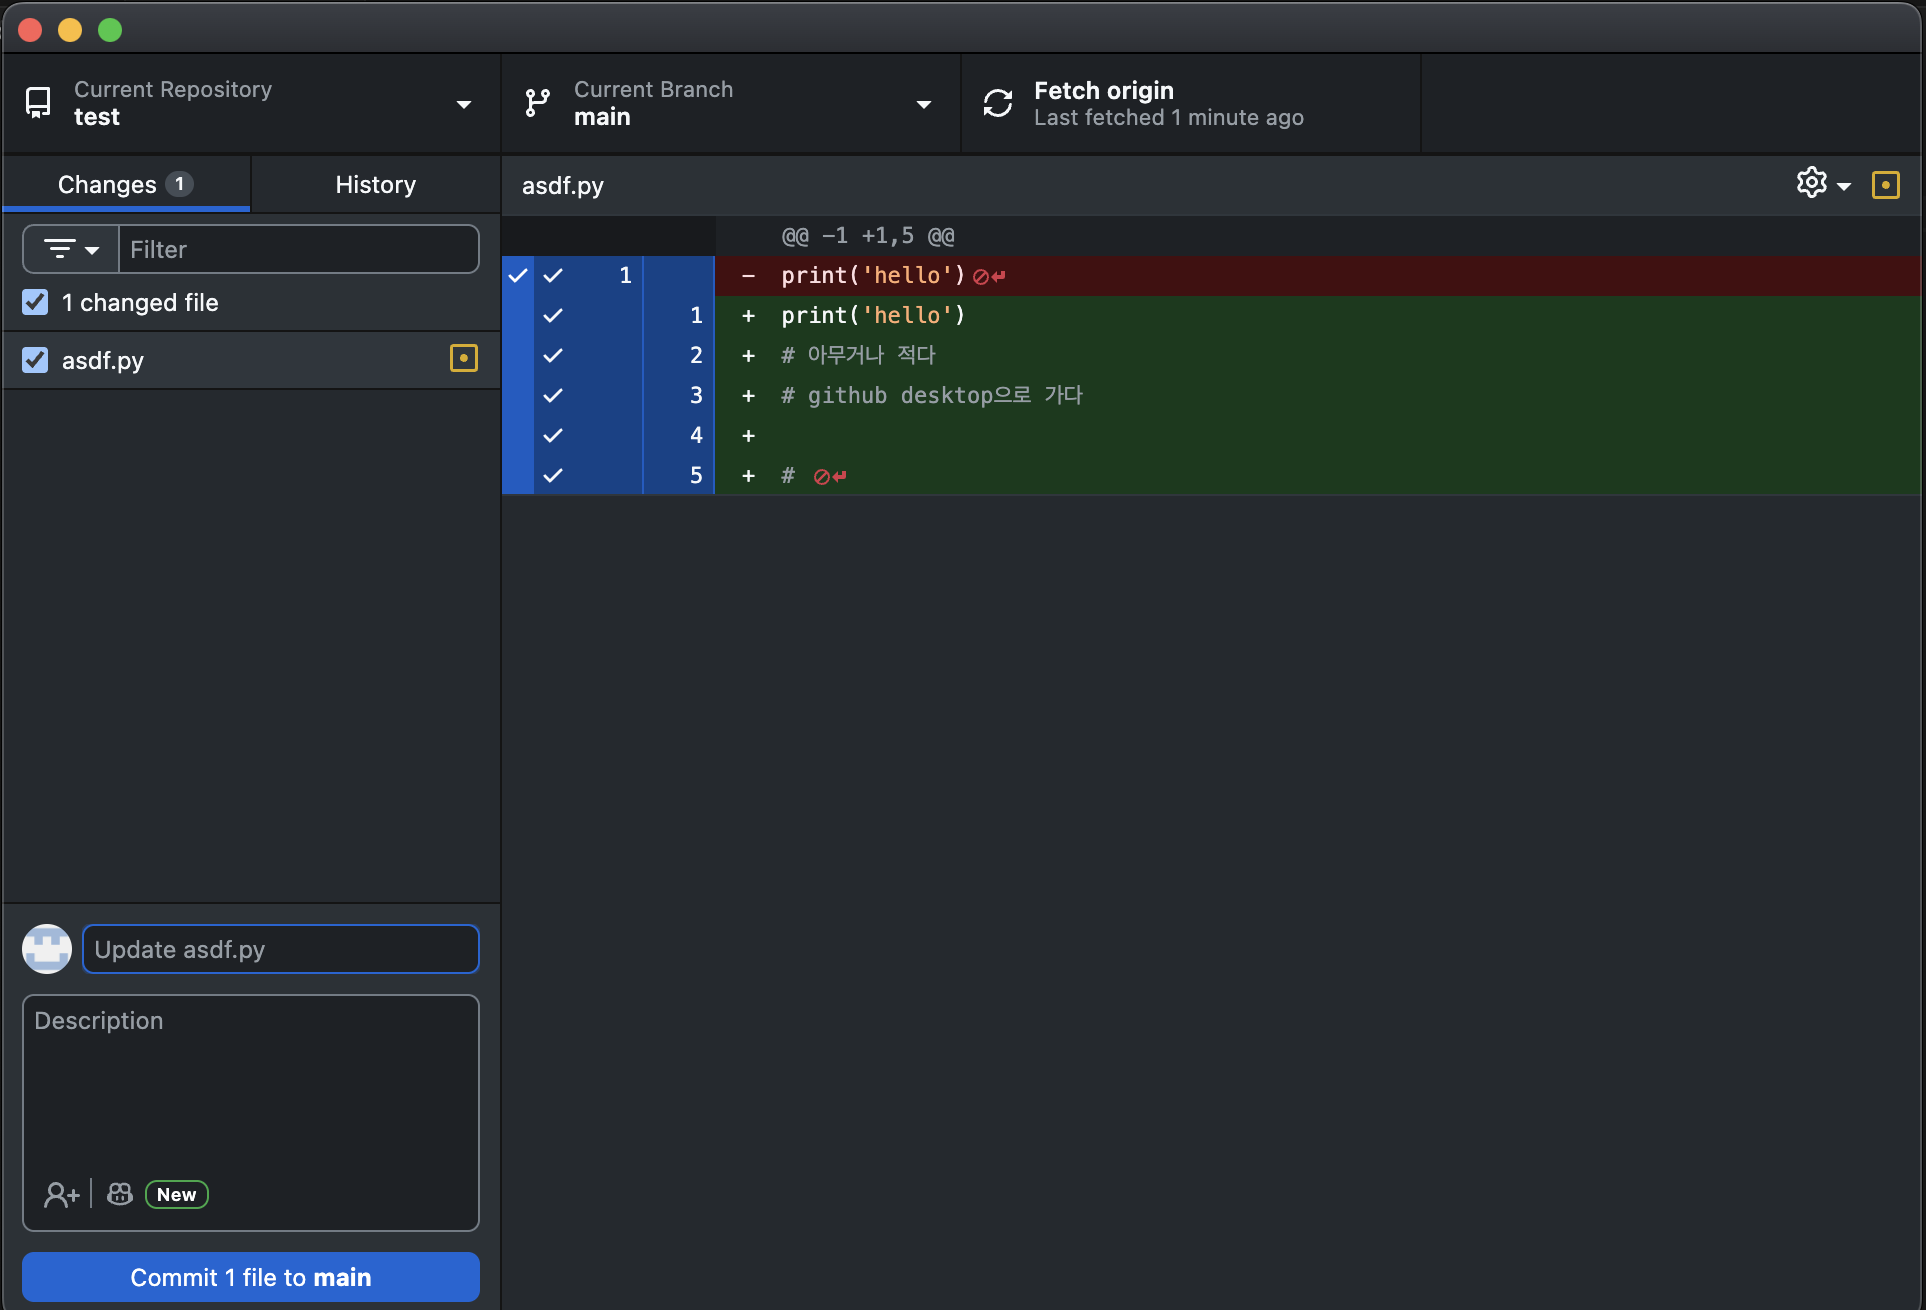 Current Repository
test
Current Branch
main
Fetch origin
Last fetched 1 minute ago
Changes 1
History
asdf.py
Filter
1 changed file
asdf.py
@@ -1 +1,5 @@
1 - print('hello')
1 + print('hello')
2 + # 아무거나 적다
3 + # github desktop으로 가다
4 +
5 + #
Update asdf.py
Description
New
Commit 1 file to main